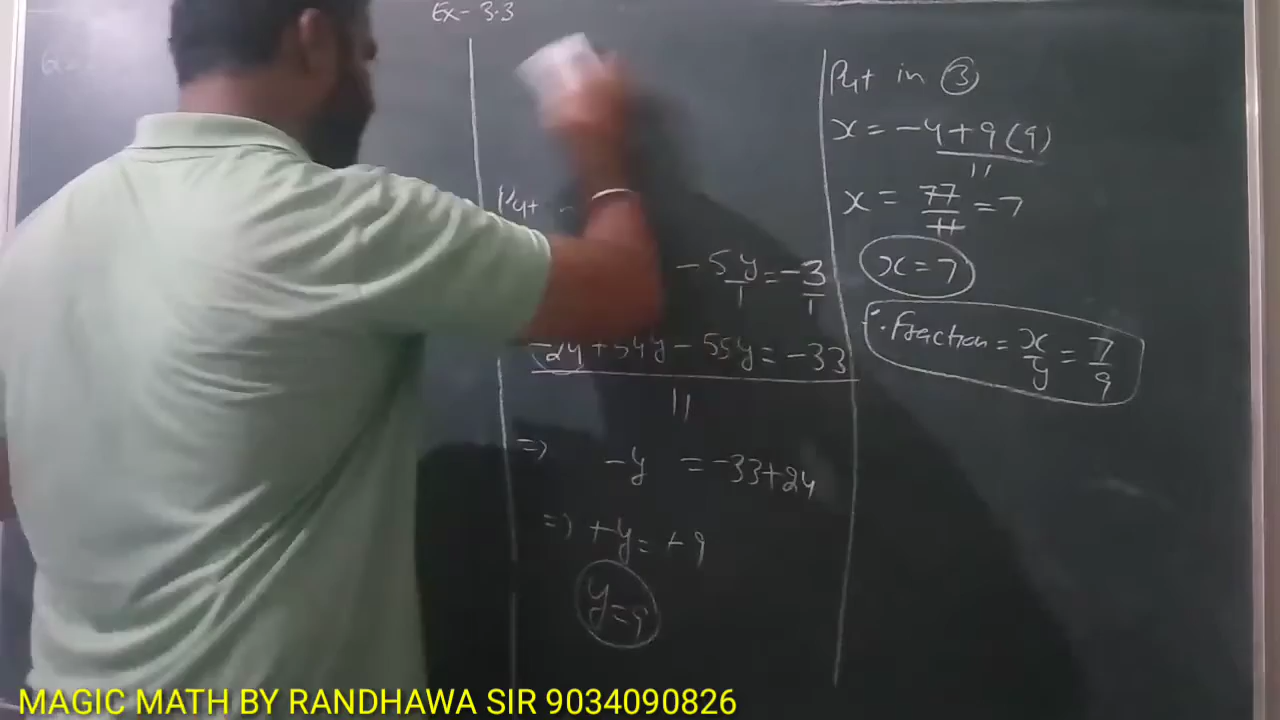 Ex- 3.3
Put in
- 5y/1 = -3/1
-24 + 54y - 55y = -33
11
=> -y = -33+24
=> +y = +9
y=9
Put in ③
x = -4+9(9)
11
x = 77/11 = 7
x = 7
∴ Fraction = x/y = 7/9
MAGIC MATH BY RANDHAWA SIR 9034090826